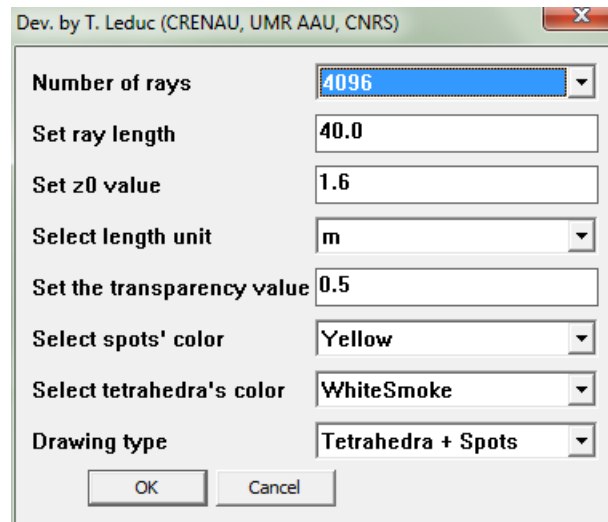 Dev. by T. Leduc (CRENAU, UMR AAU, CNRS)
Number of rays 4096
Set ray length 40.0
Set z0 value 1.6
Select length unit m
Set the transparency value 0.5
Select spots' color Yellow
Select tetrahedra's color WhiteSmoke
Drawing type Tetrahedra + Spots
OK Cancel